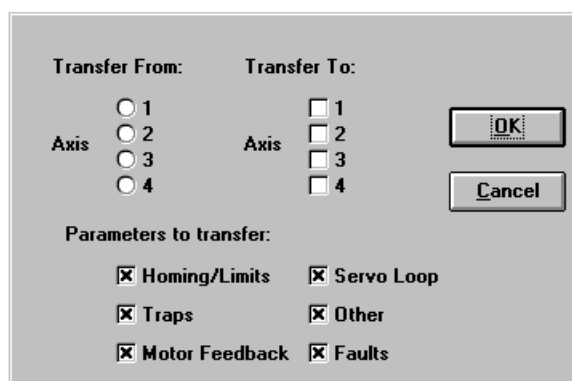 Transfer From: Transfer To:
1 1
2 2 OK
Axis Axis
3 3
4 4 Cancel
Parameters to transfer:
Homing/Limits Servo Loop
Traps Other
Motor Feedback Faults